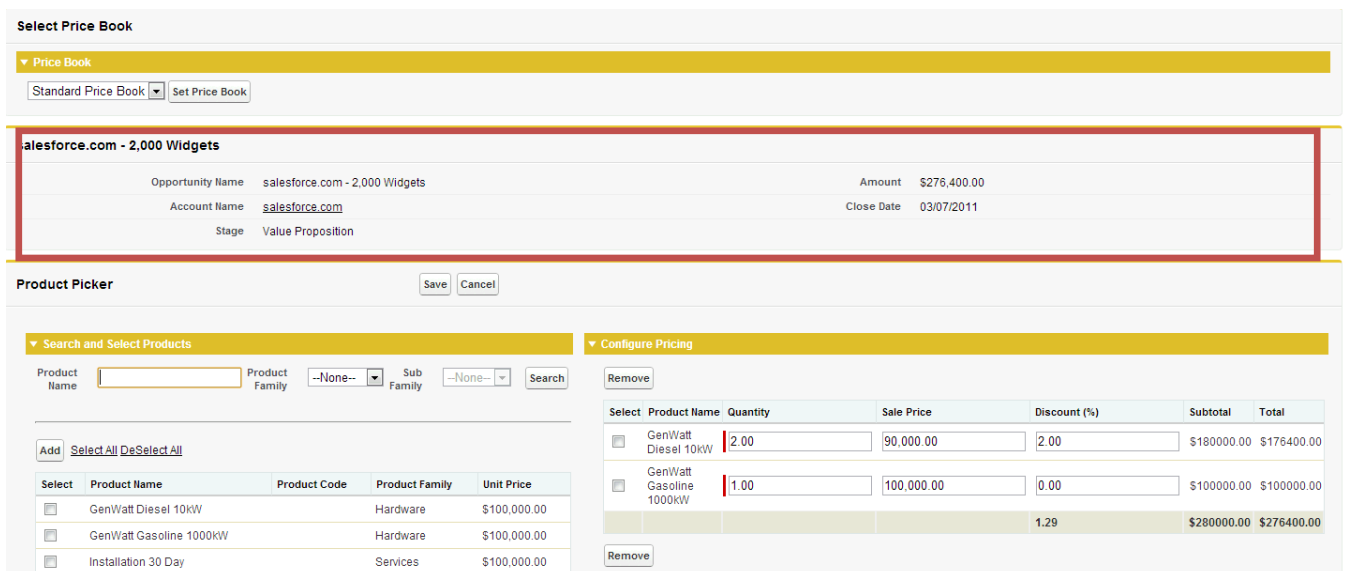 Select Price Book
Price Book
Standard Price Book Set Price Book
salesforce.com - 2,000 Widgets
Opportunity Name salesforce.com - 2,000 Widgets Amount $276,400.00
Account Name salesforce.com Close Date 03/07/2011
Stage Value Proposition
Product Picker Save Cancel
Search and Select Products
Product Name Product Family --None-- Sub Family --None-- Search
Add Select All DeSelect All
Select Product Name Product Code Product Family Unit Price
GenWatt Diesel 10kW Hardware $100,000.00
GenWatt Gasoline 1000kW Hardware $100,000.00
Installation 30 Day Services $100,000.00
Configure Pricing
Remove
Select Product Name Quantity Sale Price Discount (%) Subtotal Total
GenWatt Diesel 10kW 2.00 90,000.00 2.00 $180000.00 $176400.00
GenWatt Gasoline 1000kW 1.00 100,000.00 0.00 $100000.00 $100000.00
1.29 $280000.00 $276400.00
Remove